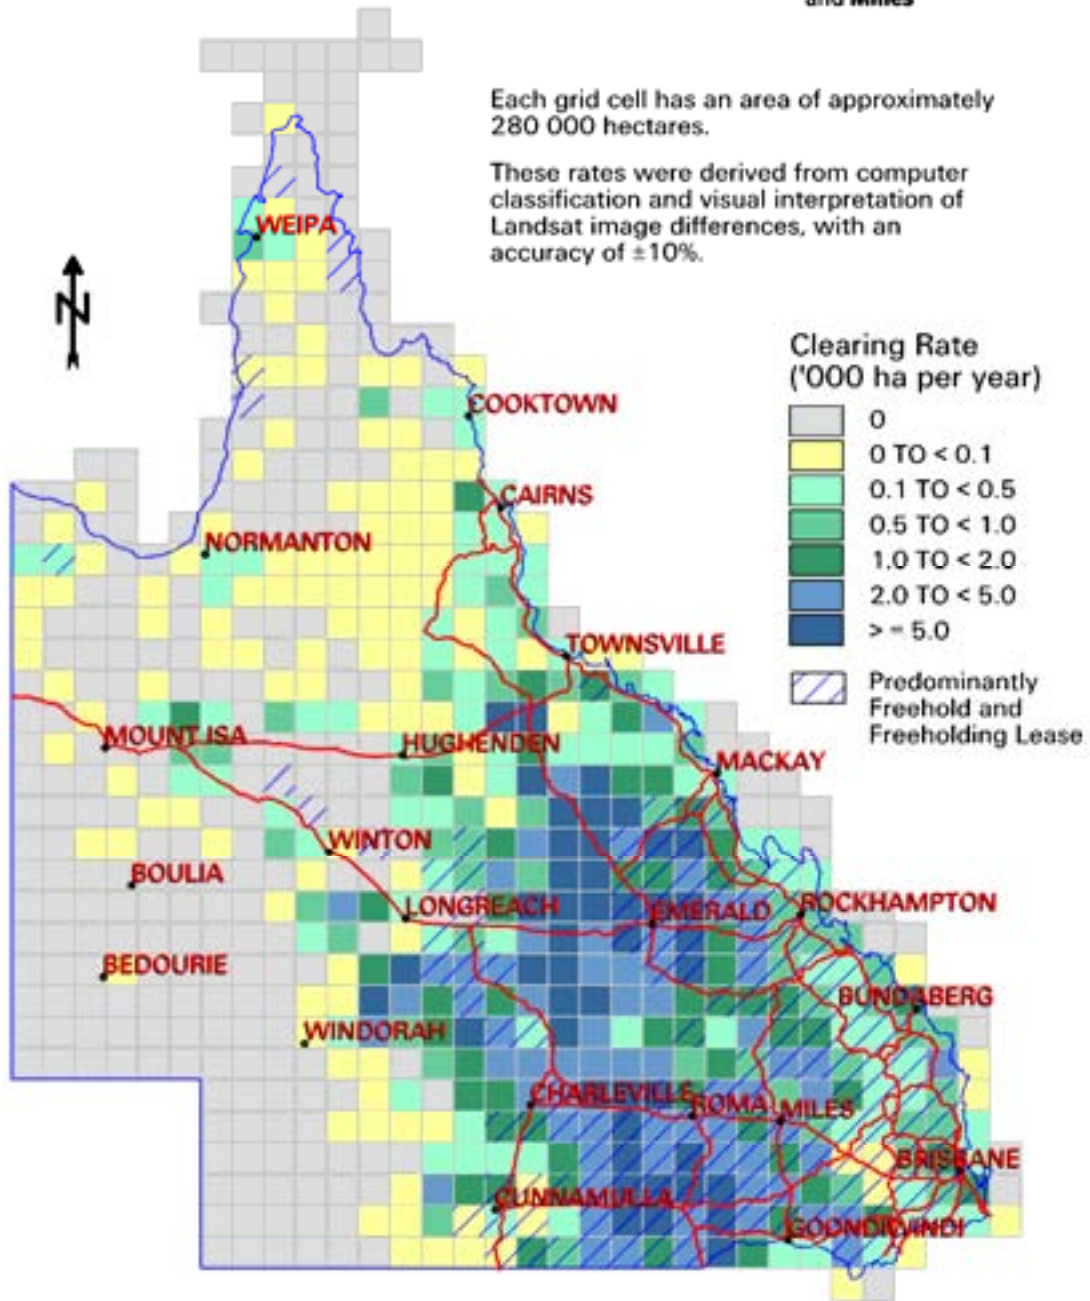 and Mines
Each grid cell has an area of approximately
280 000 hectares.
These rates were derived from computer
classification and visual interpretation of
Landsat image differences, with an
accuracy of ±10%.
N
Clearing Rate
('000 ha per year)
0
0 TO < 0.1
0.1 TO < 0.5
0.5 TO < 1.0
1.0 TO < 2.0
2.0 TO < 5.0
> = 5.0
Predominantly
Freehold and
Freeholding Lease
WEIPA
COOKTOWN
CAIRNS
NORMANTON
TOWNSVILLE
MOUNT ISA
HUGHENDEN
MACKAY
WINTON
BOULIA
LONGREACH
EMERALD
ROCKHAMPTON
BEDOURIE
BUNDABERG
WINDORAH
CHARLEVILLE
ROMA
MILES
BRISBANE
CUNNAMULLA
GOONDIWINDI